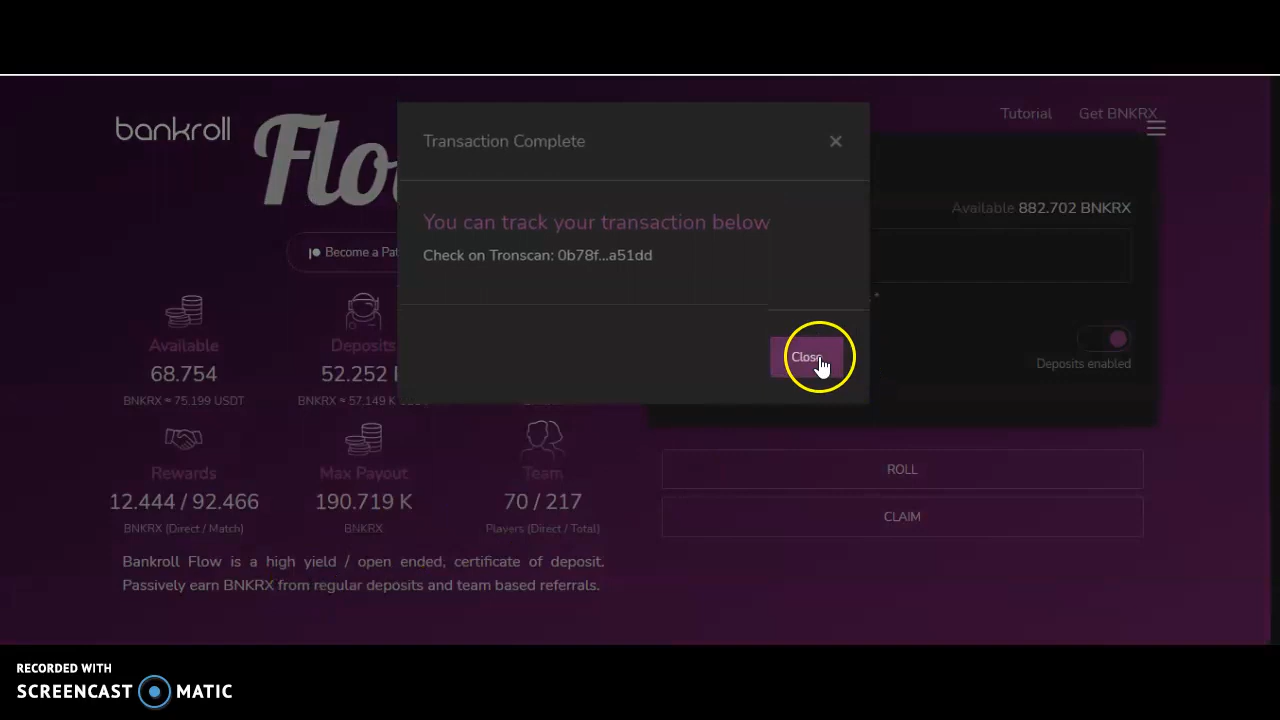 bankroll
Flo
Tutorial
Get BNKRX
Transaction Complete
Available 882.702 BNKRX
You can track your transaction below
Check on Tronscan: 0b78f...a51dd
Become a Pat
*
Close
Deposits enabled
Available
Deposits
68.754
52.252
BNKRX ≈ 75.199 USDT
BNKRX ≈ 57.149 K
Rewards
Max Payout
Team
12.444 / 92.466
190.719 K
70 / 217
BNKRX (Direct / Match)
BNKRX
Players (Direct / Total)
ROLL
CLAIM
Bankroll Flow is a high yield / open ended, certificate of deposit.
Passively earn BNKRX from regular deposits and team based referrals.
RECORDED WITH
SCREENCAST MATIC